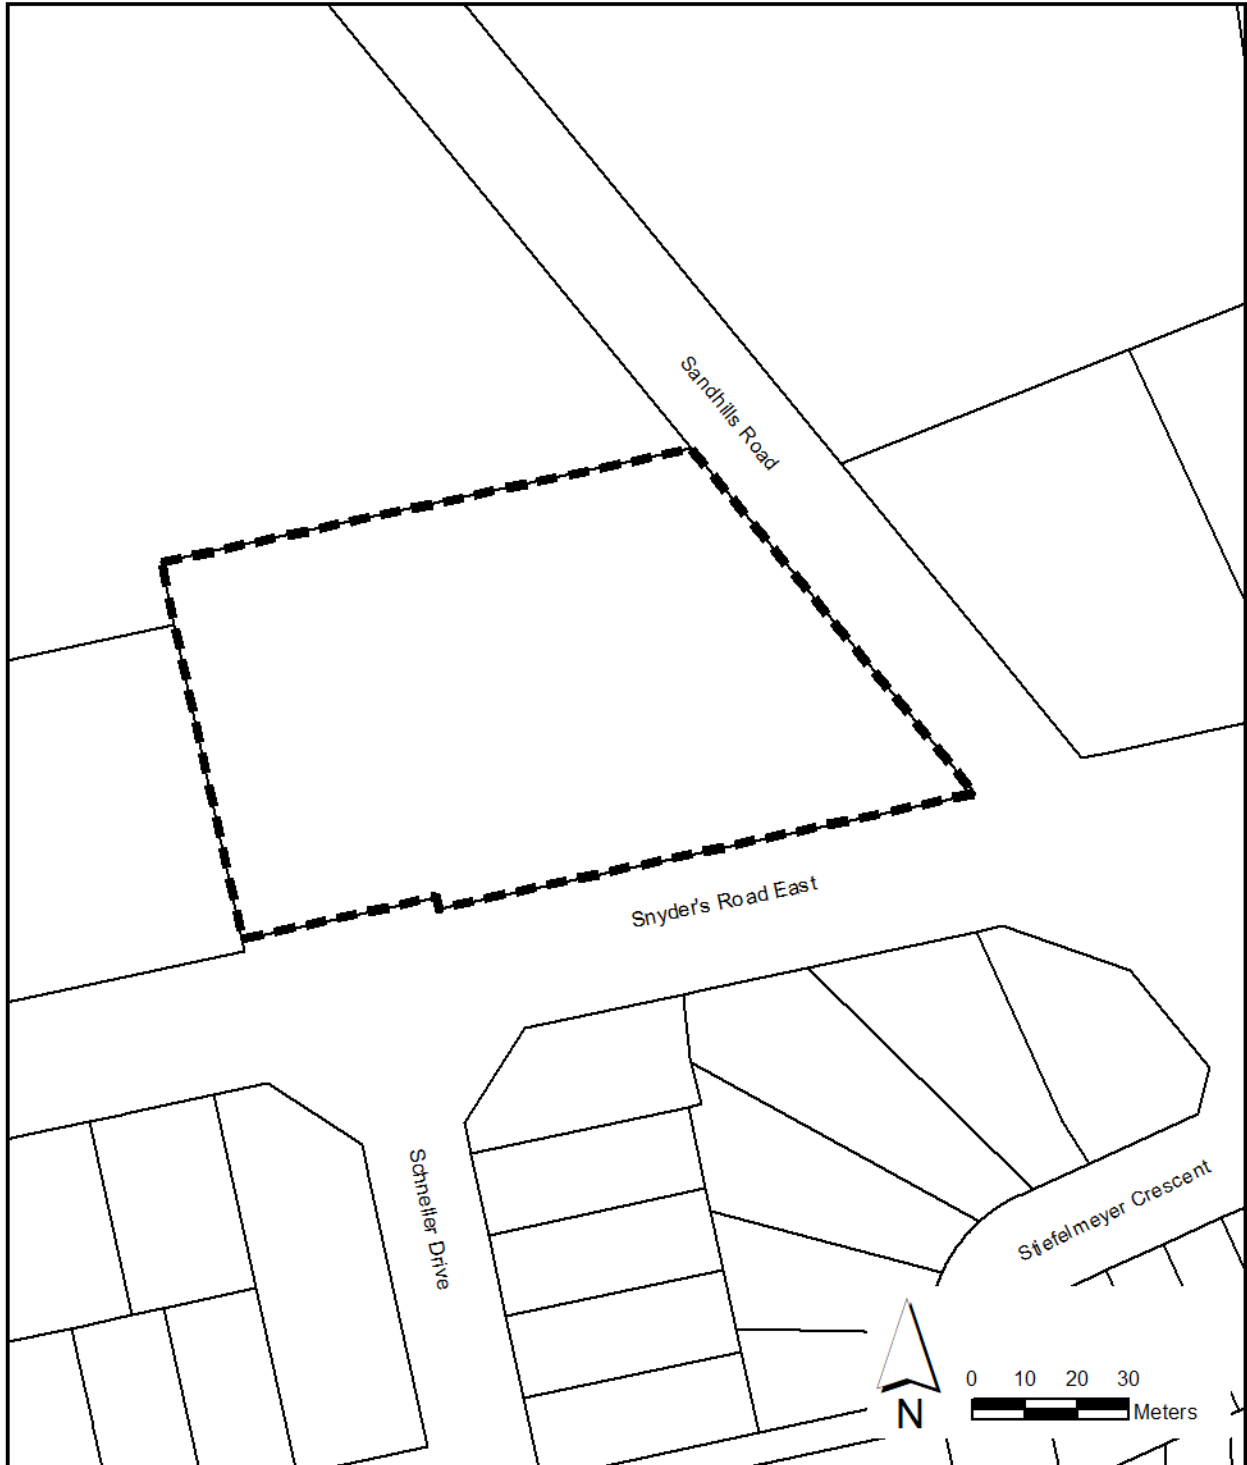 Sandhills Road
Snyder's Road East
Schneller Drive
Stiefelmeyer Crescent
0 10 20 30
Meters
N